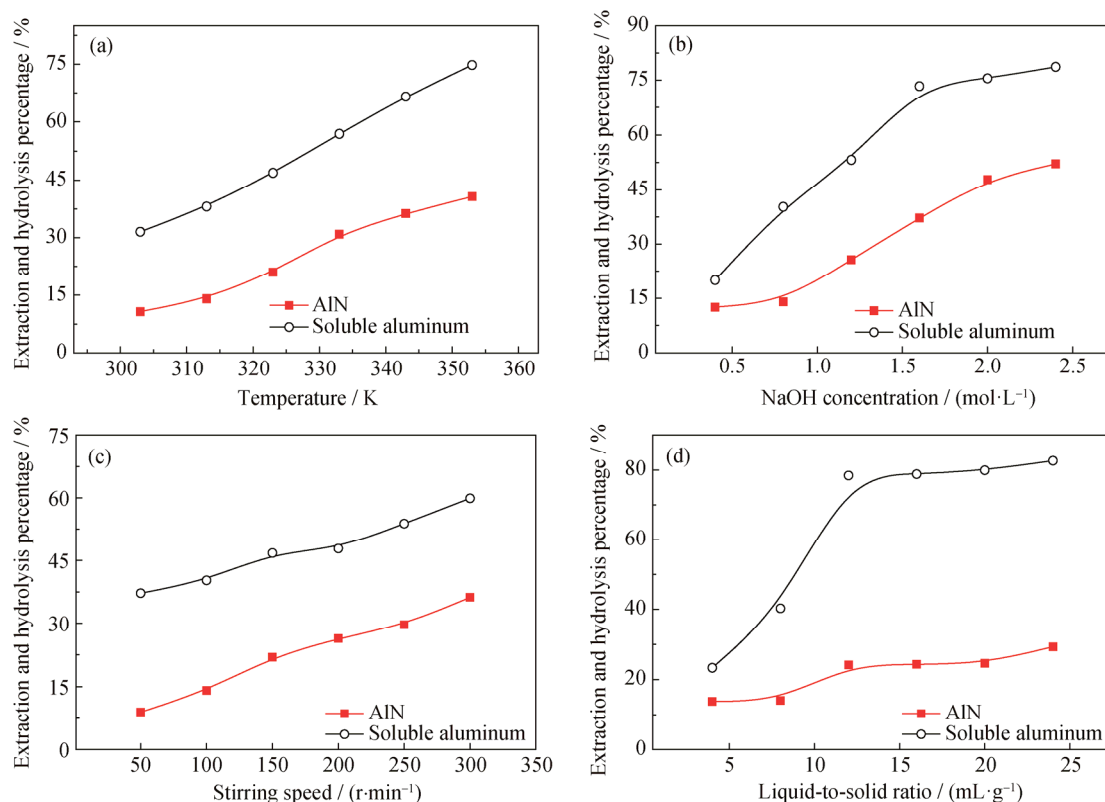 Extraction and hydrolysis percentage / %
(a)
75
60
45
30
15
0
AlN
Soluble aluminum
300 310 320 330 340 350 360
Temperature / K
Extraction and hydrolysis percentage / %
(b)
90
75
60
45
30
15
0
AlN
Soluble aluminum
0.5 1.0 1.5 2.0 2.5
NaOH concentration / (mol·L⁻¹)
Extraction and hydrolysis percentage / %
(c)
75
60
45
30
15
0
AlN
Soluble aluminum
50 100 150 200 250 300 350
Stirring speed / (r·min⁻¹)
Extraction and hydrolysis percentage / %
(d)
80
60
40
20
0
AlN
Soluble aluminum
5 10 15 20 25
Liquid-to-solid ratio / (mL·g⁻¹)